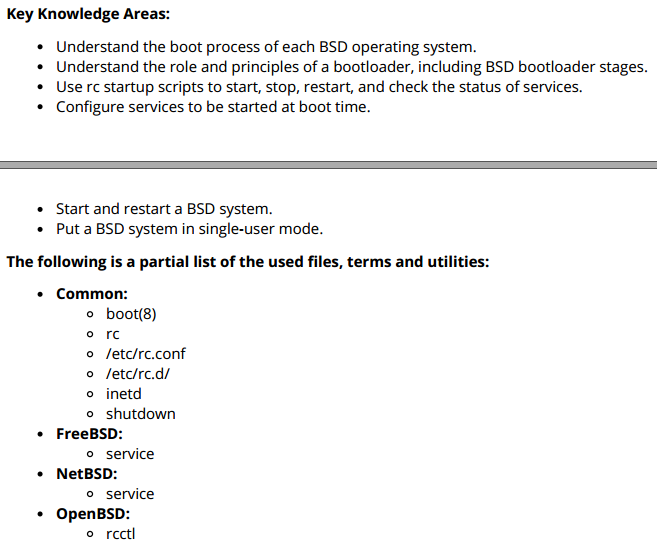 Key Knowledge Areas:
Understand the boot process of each BSD operating system.
Understand the role and principles of a bootloader, including BSD bootloader stages.
Use rc startup scripts to start, stop, restart, and check the status of services.
Configure services to be started at boot time.
Start and restart a BSD system.
Put a BSD system in single-user mode.
The following is a partial list of the used files, terms and utilities:
Common:
boot(8)
rc
/etc/rc.conf
/etc/rc.d/
inetd
shutdown
FreeBSD:
service
NetBSD:
service
OpenBSD:
rcctl